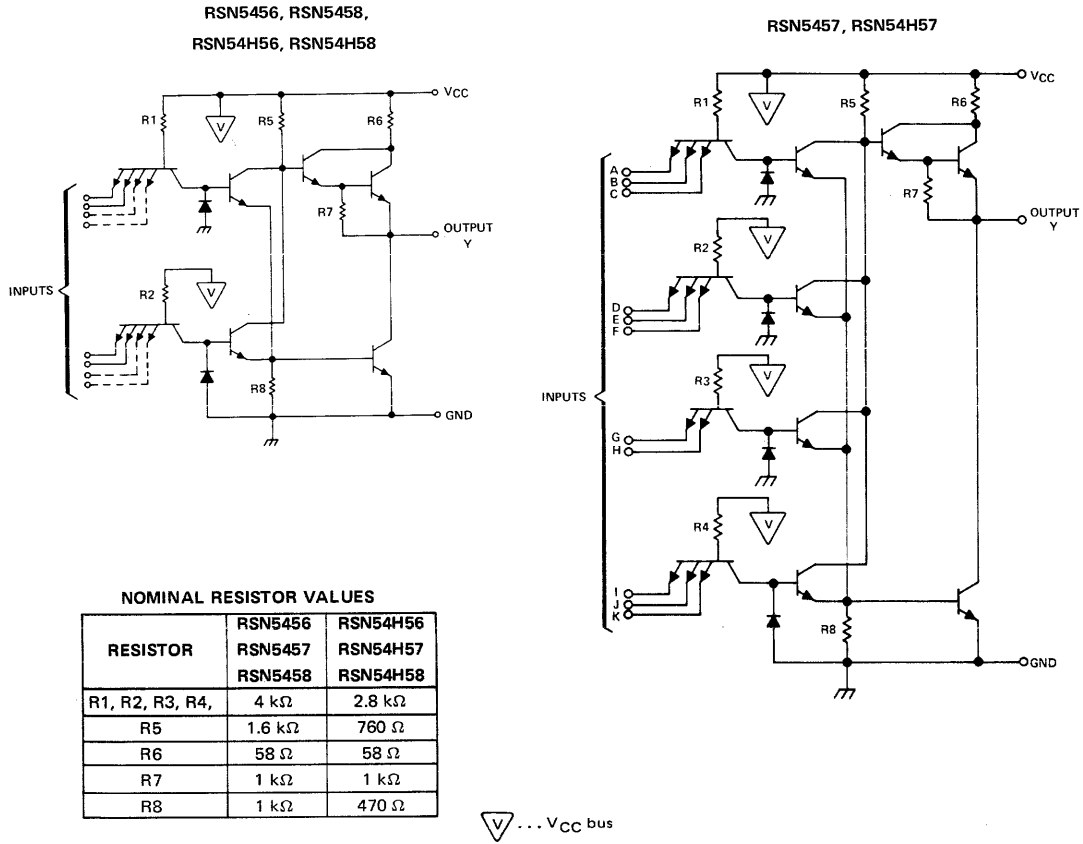 RSN5456, RSN5458,
RSN54H56, RSN54H58
VCC
R1
V
R5
R6
R7
OUTPUT
Y
INPUTS
R2
V
R8
GND
RSN5457, RSN54H57
VCC
R1
V
R5
R6
A
B
C
R7
OUTPUT
Y
R2
V
D
E
F
R3
V
INPUTS
G
H
R4
V
I
J
K
R8
GND
NOMINAL RESISTOR VALUES
RESISTOR RSN5456 RSN5457 RSN5458 RSN54H56 RSN54H57 RSN54H58
R1, R2, R3, R4, 4 kΩ 2.8 kΩ
R5 1.6 kΩ 760 Ω
R6 58 Ω 58 Ω
R7 1 kΩ 1 kΩ
R8 1 kΩ 470 Ω
V ... VCC bus